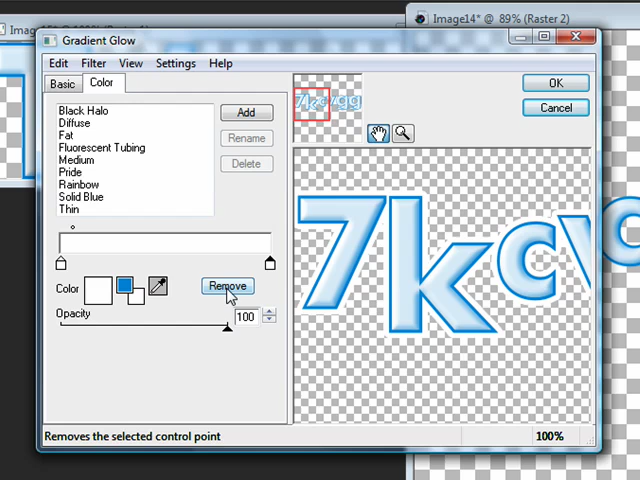 Image14* @ 89% (Raster 2)
Gradient Glow
Edit Filter View Settings Help
Basic Color
Black Halo
Diffuse
Fat
Fluorescent Tubing
Medium
Pride
Rainbow
Solid Blue
Thin
Add
Rename
Delete
OK
Cancel
Color
Remove
Opacity
100
7kcv
Removes the selected control point
100%